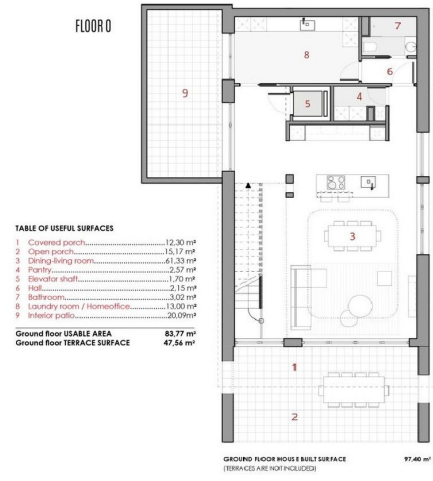 FLOOR 0
7
8
6
9
5
4
3
TABLE OF USEFUL SURFACES
1 Covered porch..............................12,30 m²
2 Open porch..................................15,17 m²
3 Dining-living room........................61,33 m²
4 Pantry............................................2,57 m²
5 Elevator shaft................................1,70 m²
6 Hall................................................2,15 m²
7 Bathroom......................................3,02 m²
8 Laundry room / Homeoffice.......13,00 m²
9 Interior patio................................20,09m²
Ground floor USABLE AREA 83,77 m²
Ground floor TERRACE SURFACE 47,56 m²
1
2
GROUND FLOOR HOUSE BUILT SURFACE 97,40 m²
(TERRACES ARE NOT INCLUDED)